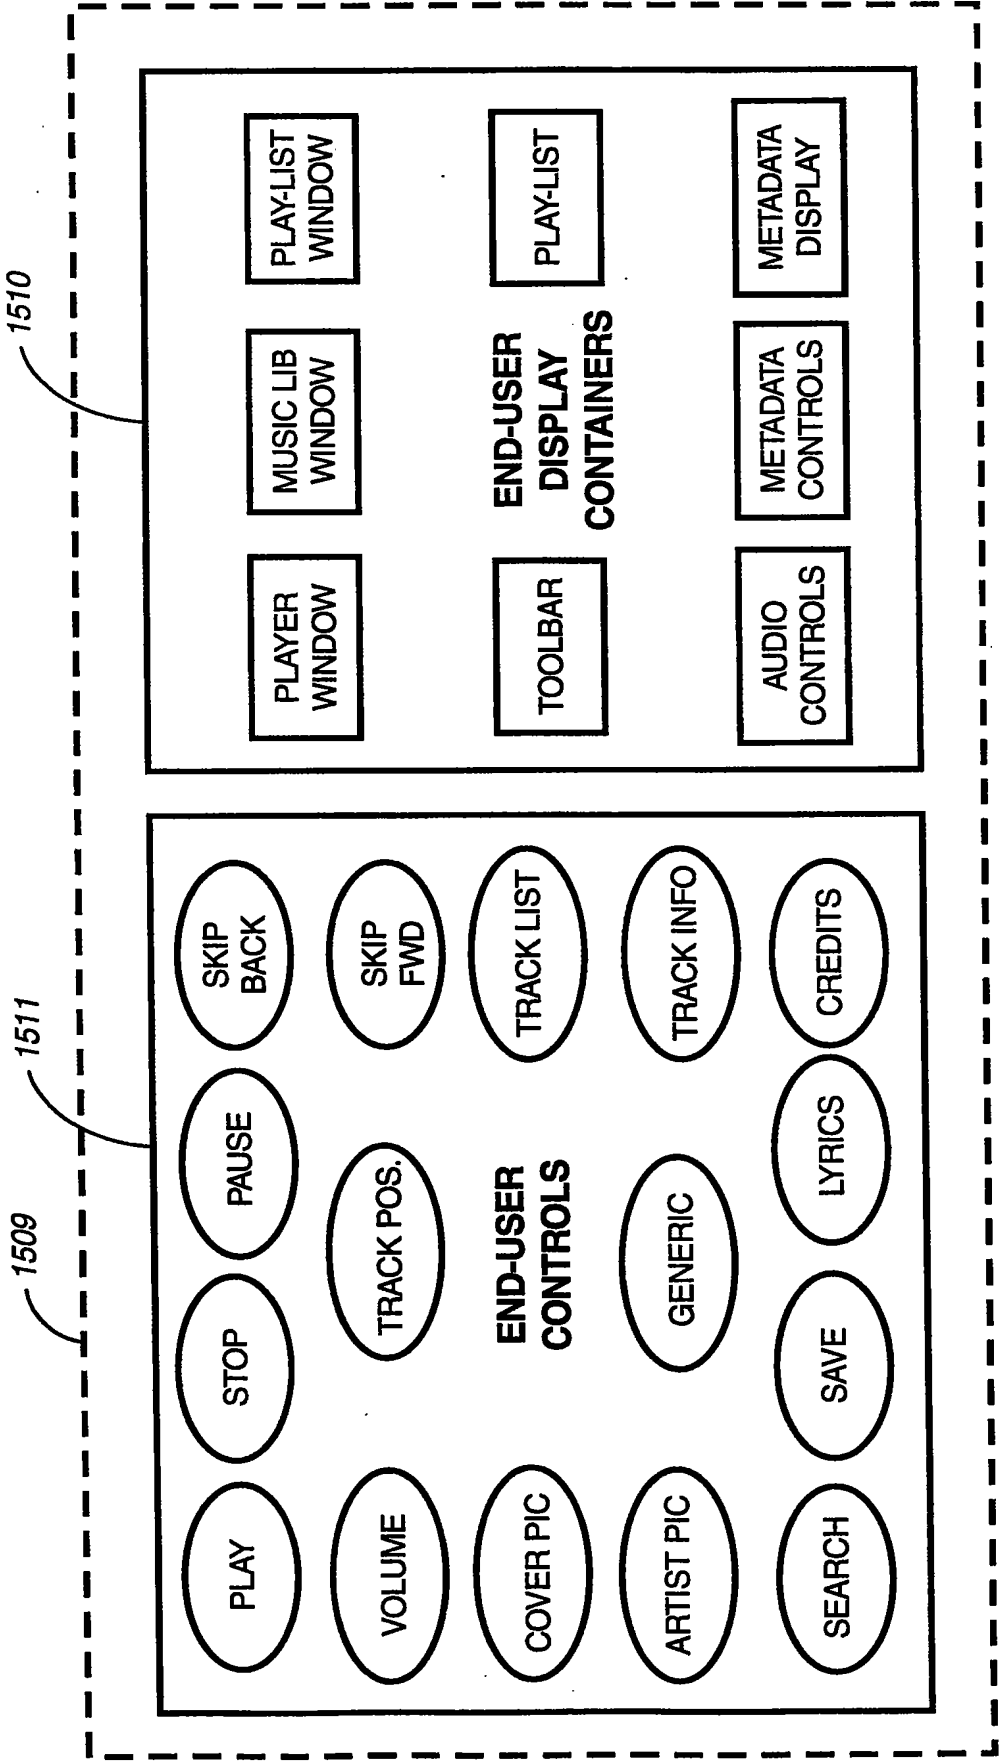 1509
1511
1510
PLAY
STOP
PAUSE
SKIP
BACK
VOLUME
TRACK POS.
SKIP
FWD
COVER PIC
END-USER
CONTROLS
TRACK LIST
ARTIST PIC
GENERIC
TRACK INFO
SEARCH
SAVE
LYRICS
CREDITS
PLAYER
WINDOW
MUSIC LIB
WINDOW
PLAY-LIST
WINDOW
TOOLBAR
END-USER
DISPLAY
CONTAINERS
PLAY-LIST
AUDIO
CONTROLS
METADATA
CONTROLS
METADATA
DISPLAY